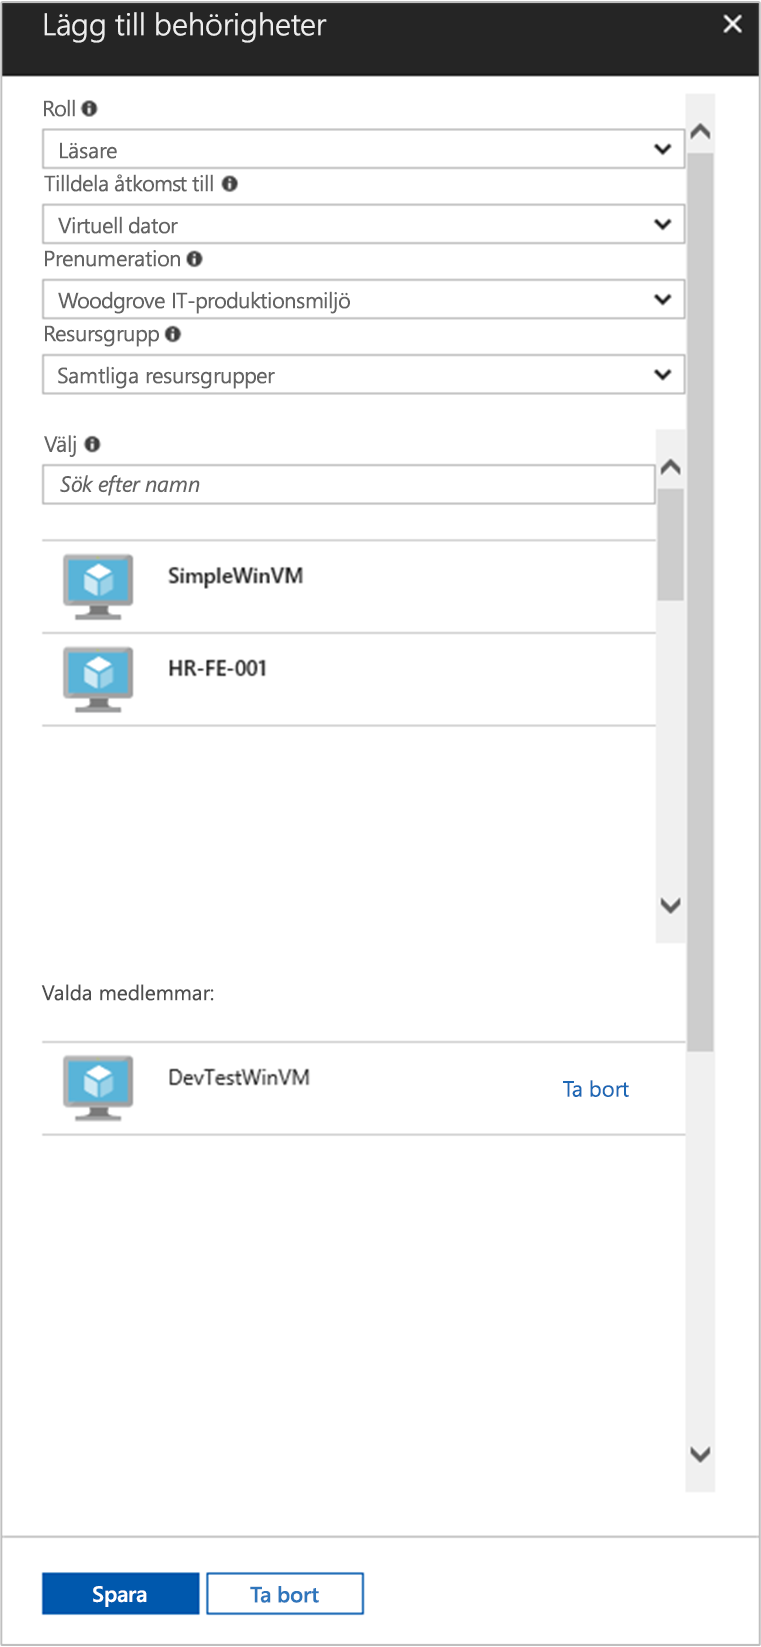 Lägg till behörigheter
Roll
Läsare
Tilldela åtkomst till
Virtuell dator
Prenumeration
Woodgrove IT-produktionsmiljö
Resursgrupp
Samtliga resursgrupper
Välj
Sök efter namn
SimpleWinVM
HR-FE-001
Valda medlemmar:
DevTestWinVM
Ta bort
Spara
Ta bort